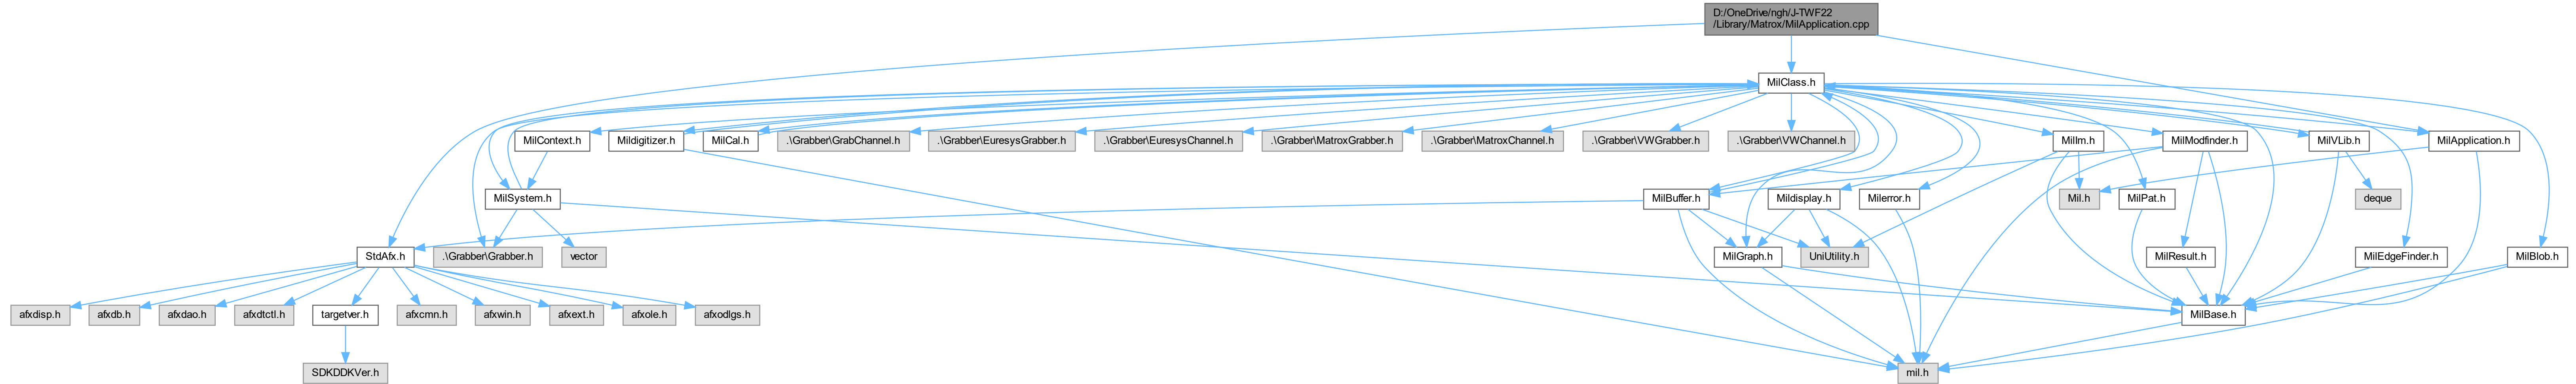 D:/OneDrive/ngh/J-TWF22
/Library/Matrox/MilApplication.cpp
MilClass.h
MilContext.h
Mildigitizer.h
MilCal.h
.\Grabber\GrabChannel.h
.\Grabber\EuresysGrabber.h
.\Grabber\EuresysChannel.h
.\Grabber\MatroxGrabber.h
.\Grabber\MatroxChannel.h
.\Grabber\VWGrabber.h
.\Grabber\VWChannel.h
MilIm.h
MilModfinder.h
MilVLib.h
MilApplication.h
MilSystem.h
MilBuffer.h
Mildisplay.h
Milerror.h
Mil.h
MilPat.h
deque
StdAfx.h
.\Grabber\Grabber.h
vector
MilGraph.h
UniUtility.h
MilResult.h
MilEdgeFinder.h
MilBlob.h
afxdisp.h
afxdb.h
afxdao.h
afxdtctl.h
targetver.h
afxcmn.h
afxwin.h
afxext.h
afxole.h
afxodlgs.h
MilBase.h
SDKDDKVer.h
mil.h